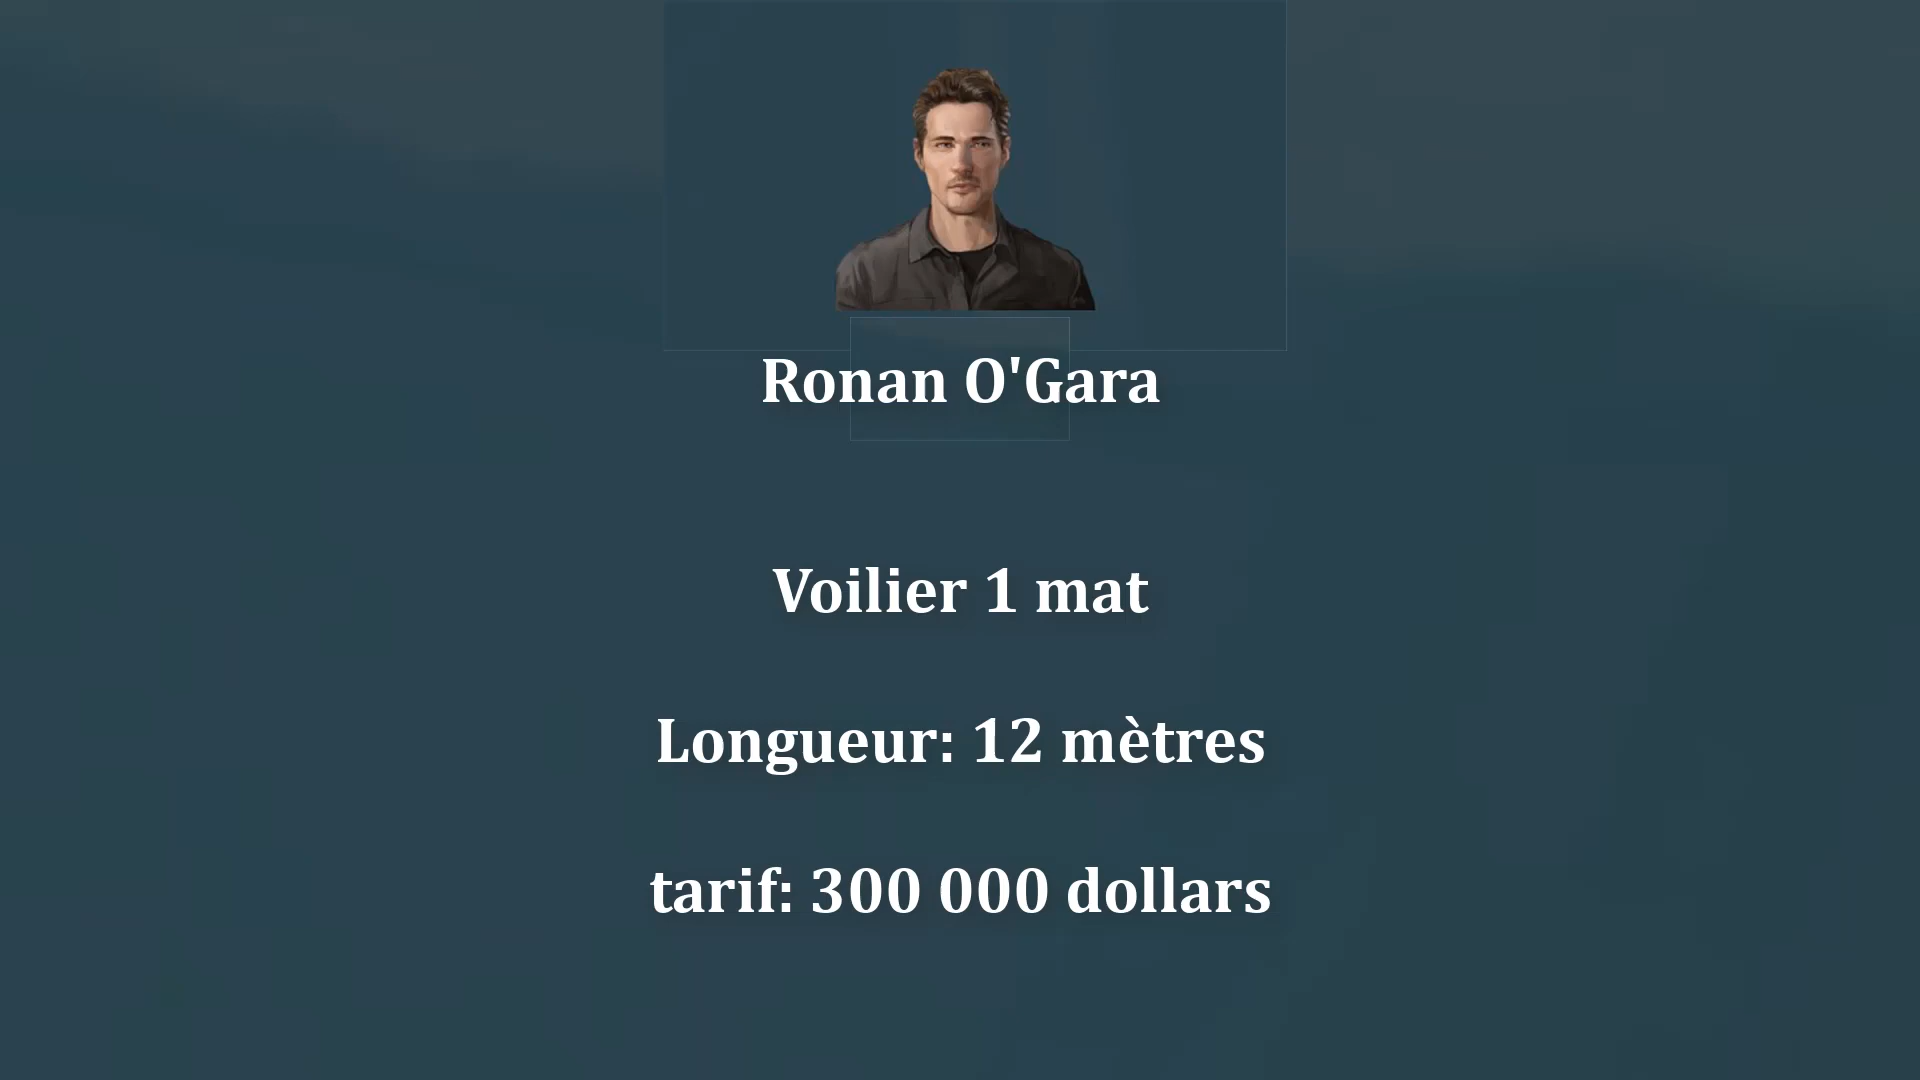 Ronan O'Gara
Voilier 1 mat
Longueur: 12 mètres
tarif: 300 000 dollars